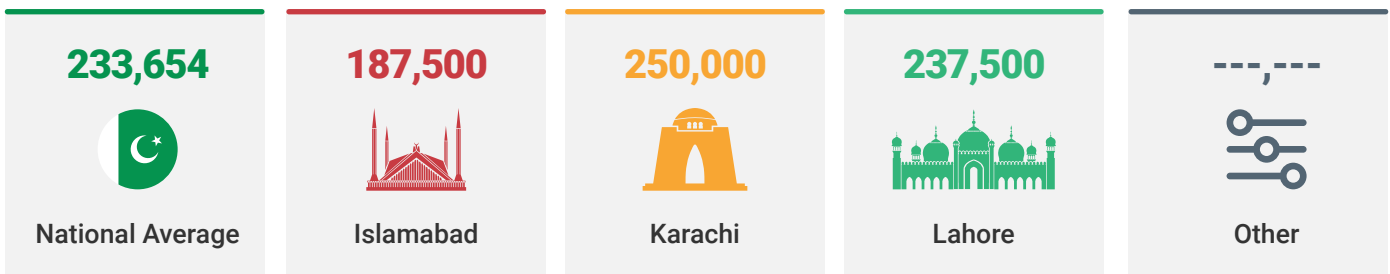 233,654
National Average
187,500
Islamabad
250,000
Karachi
237,500
Lahore
---,---
Other